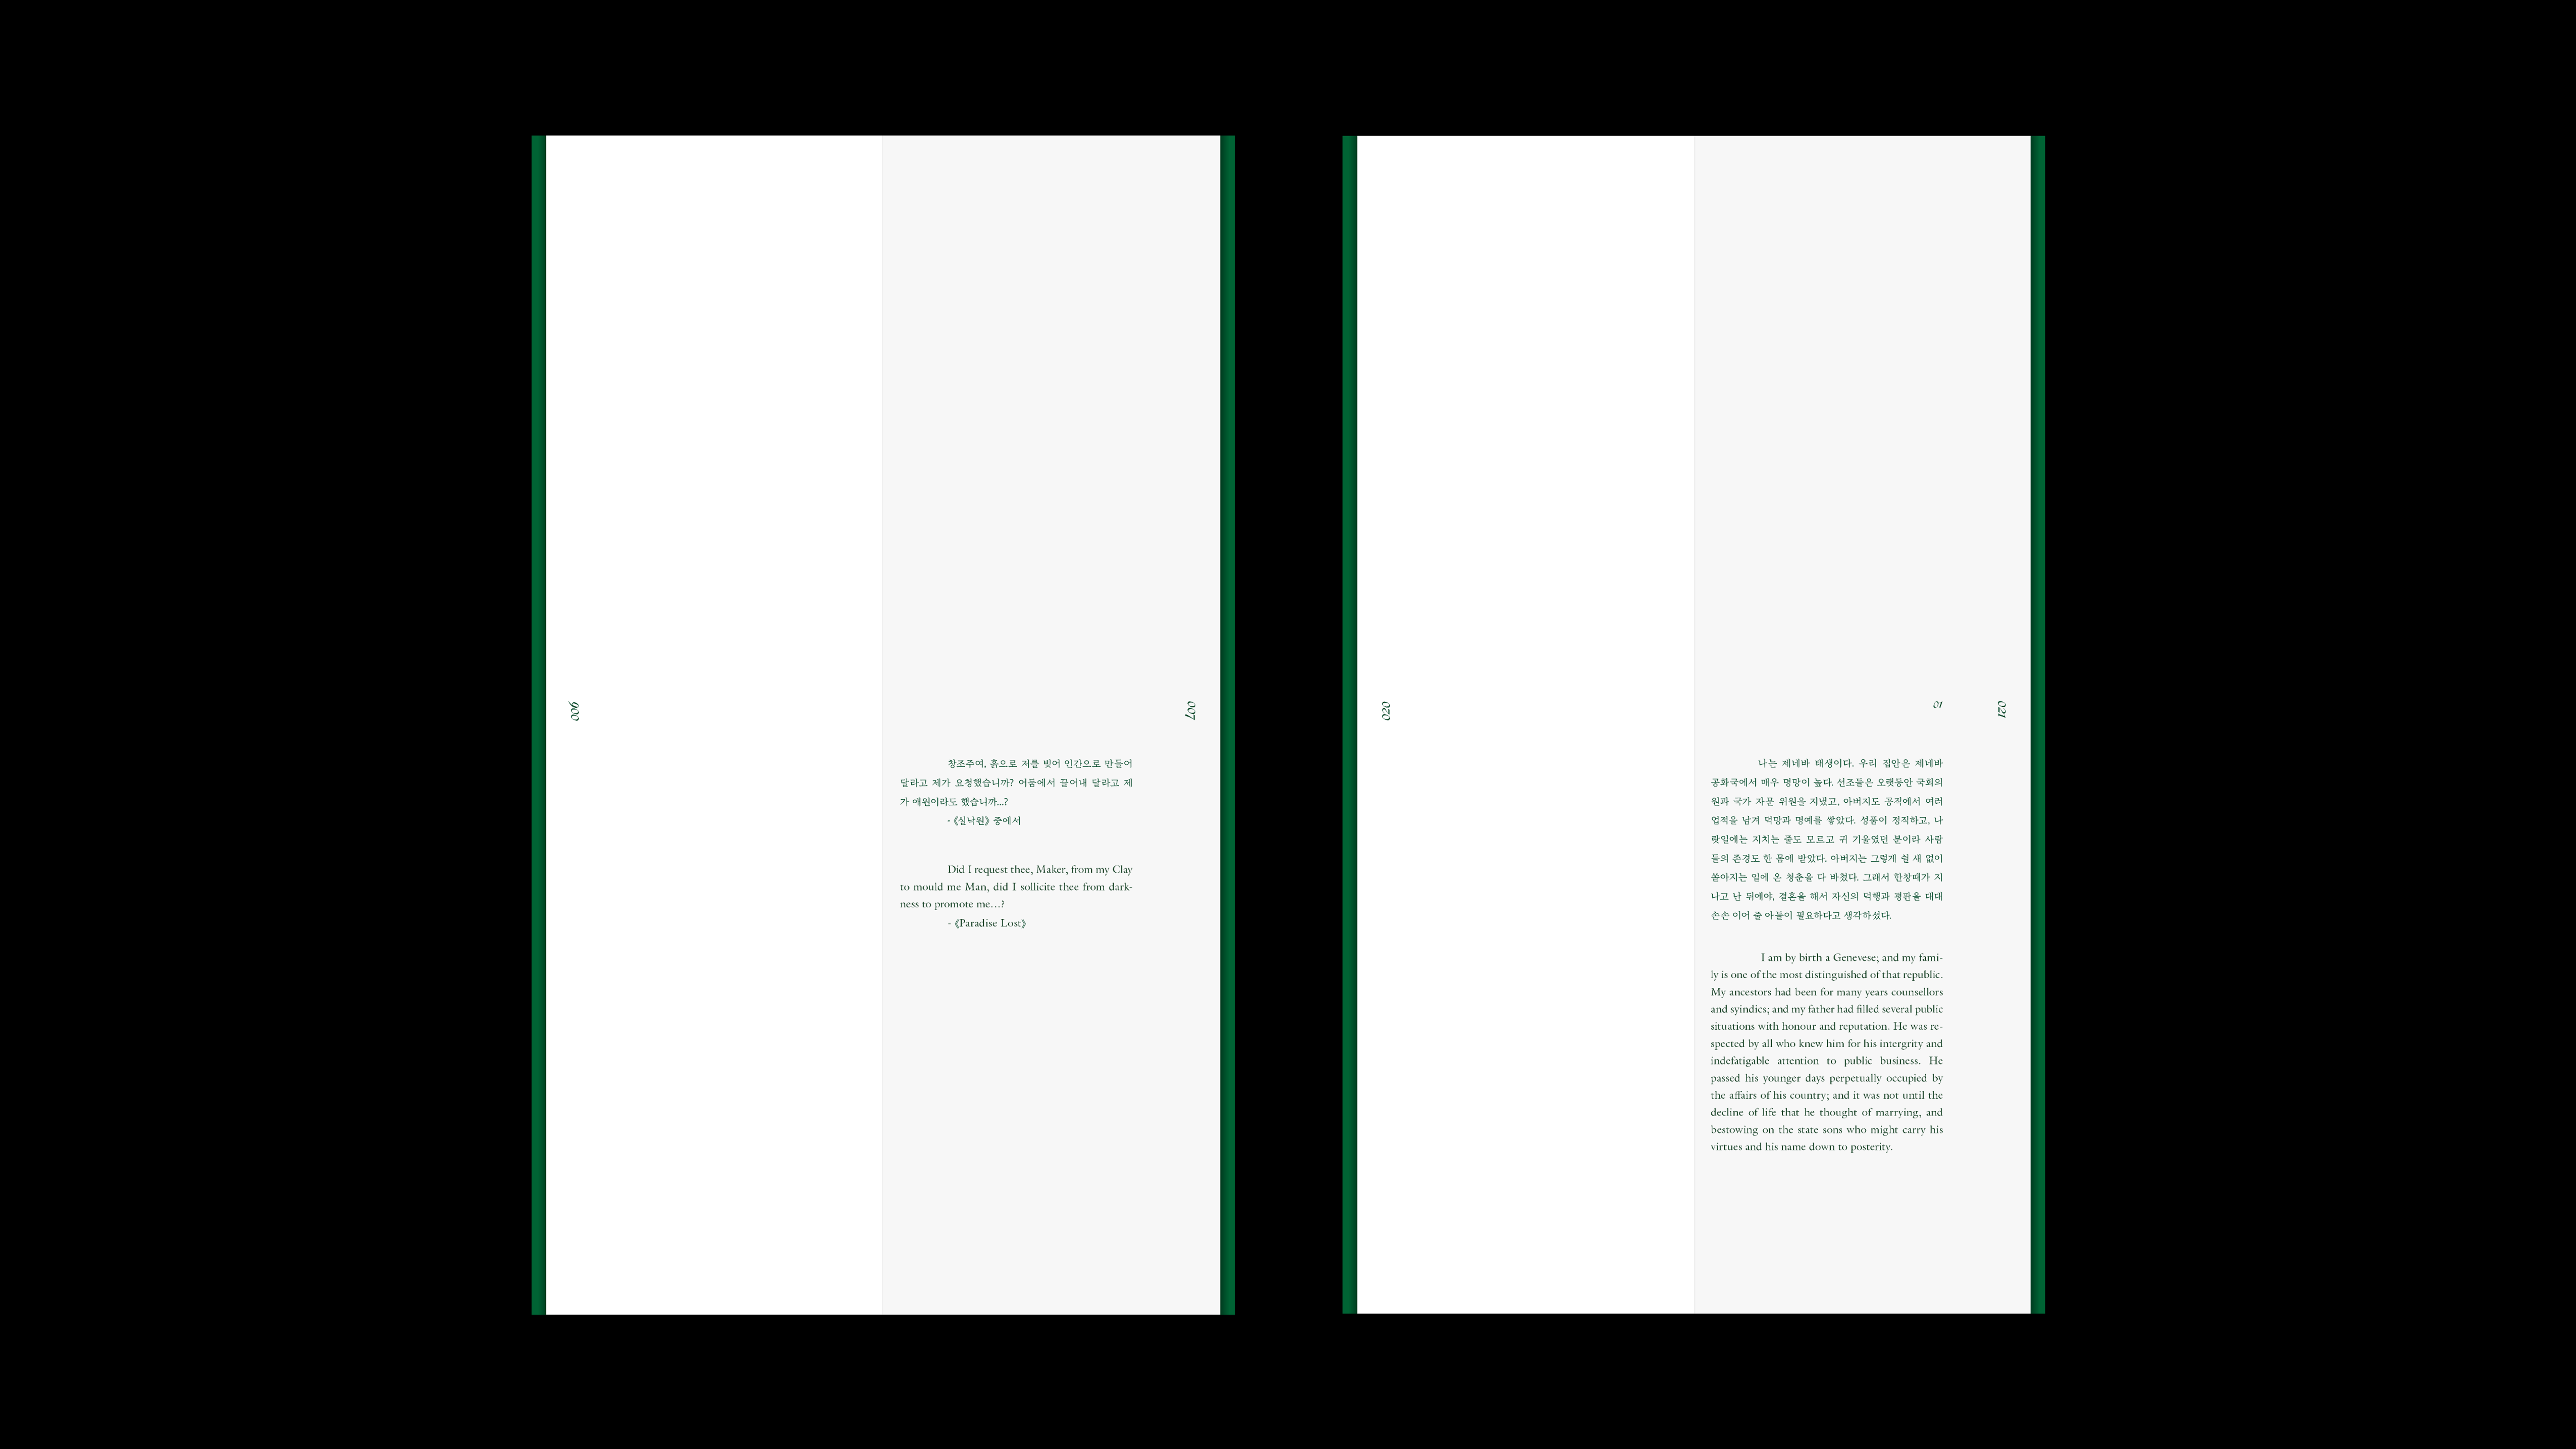 006
007
창조주여, 흙으로 저를 빚어 인간으로 만들어
달라고 제가 요청했습니까? 어둠에서 끌어내 달라고 제
가 애원이라도 했습니까...?
- 《실낙원》 중에서
Did I request thee, Maker, from my Clay
to mould me Man, did I sollicite thee from dark-
ness to promote me...?
- 《Paradise Lost》
020
01
021
나는 제네바 태생이다. 우리 집안은 제네바
공화국에서 매우 명망이 높다. 선조들은 오랫동안 국회의
원과 국가 자문 위원을 지냈고, 아버지도 공직에서 여러
업적을 남겨 덕망과 명예를 쌓았다. 성품이 정직하고, 나
랏일에는 지치는 줄도 모르고 귀 기울였던 분이라 사람
들의 존경도 한 몸에 받았다. 아버지는 그렇게 쉴 새 없이
쏟아지는 일에 온 청춘을 다 바쳤다. 그래서 한창때가 지
나고 난 뒤에야, 결혼을 해서 자신의 덕행과 평판을 대대
손손 이어 줄 아들이 필요하다고 생각하셨다.
I am by birth a Genevese; and my fami-
ly is one of the most distinguished of that republic.
My ancestors had been for many years counsellors
and syindics; and my father had filled several public
situations with honour and reputation. He was re-
spected by all who knew him for his intergrity and
indefatigable attention to public business. He
passed his younger days perpetually occupied by
the affairs of his country; and it was not until the
decline of life that he thought of marrying, and
bestowing on the state sons who might carry his
virtues and his name down to posterity.